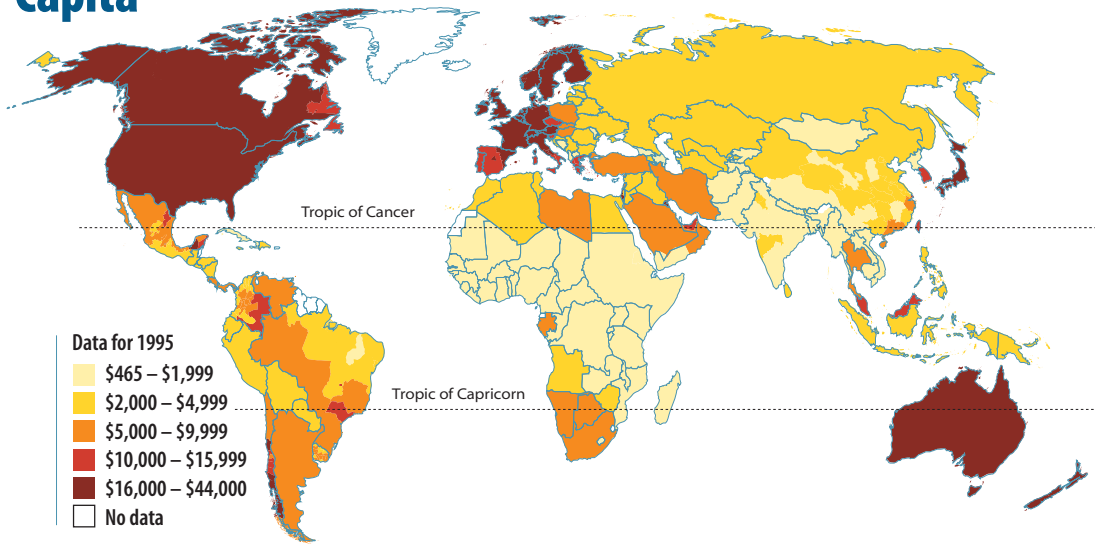 Capita
Tropic of Cancer
Tropic of Capricorn
Data for 1995
$465 – $1,999
$2,000 – $4,999
$5,000 – $9,999
$10,000 – $15,999
$16,000 – $44,000
No data